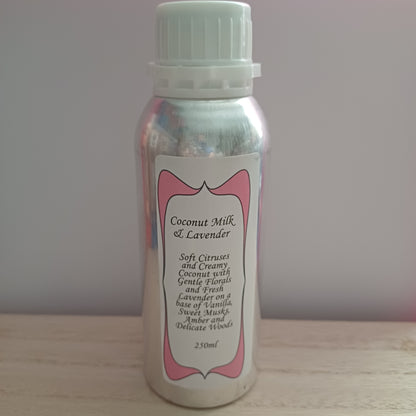 Coconut Milk
& Lavender
Soft Citruses
and Creamy
Coconut with
Gentle Florals
and Fresh
Lavender on a
base of Vanilla,
Sweet Musks,
Amber and
Delicate Woods
250ml